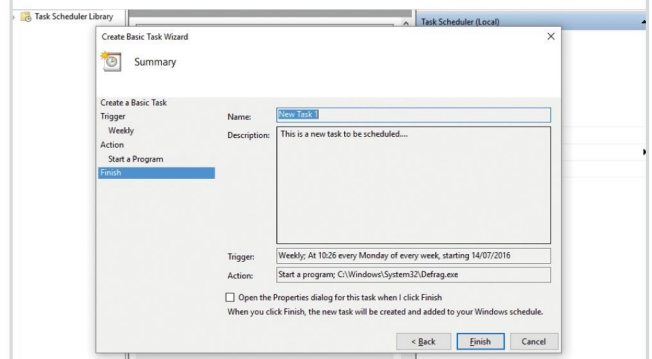 Task Scheduler Library
Task Scheduler (Local)
Create Basic Task Wizard
Summary
Create a Basic Task
Trigger
Weekly
Action
Start a Program
Finish
Name:
New Task 1
Description:
This is a new task to be scheduled....
Trigger:
Weekly; At 10:26 every Monday of every week, starting 14/07/2016
Action:
Start a program; C:\Windows\System32\Defrag.exe
Open the Properties dialog for this task when I click Finish
When you click Finish, the new task will be created and added to your Windows schedule.
< Back
Finish
Cancel